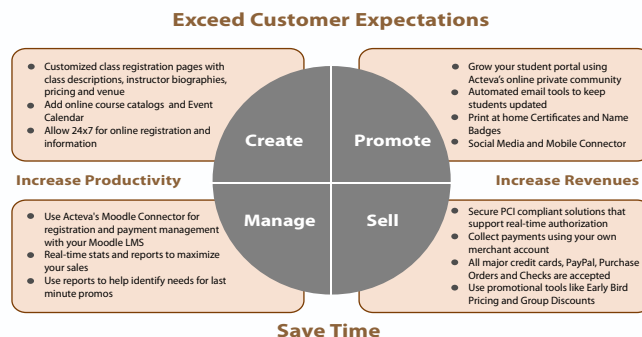 Exceed Customer Expectations
Customized class registration pages with
class descriptions, instructor biographies,
pricing and venue
Add online course catalogs and Event
Calendar
Allow 24x7 for online registration and
information
Grow your student portal using
Acteva's online private community
Automated email tools to keep
students updated
Print at home Certificates and Name
Badges
Social Media and Mobile Connector
Create
Promote
Increase Productivity
Increase Revenues
Manage
Sell
Use Acteva's Moodle Connector for
registration and payment management
with your Moodle LMS
Real-time stats and reports to maximize
your sales
Use reports to help identify needs for last
minute promos
Secure PCI compliant solutions that
support real-time authorization
Collect payments using your own
merchant account
All major credit cards, PayPal, Purchase
Orders and Checks are accepted
Use promotional tools like Early Bird
Pricing and Group Discounts
Save Time